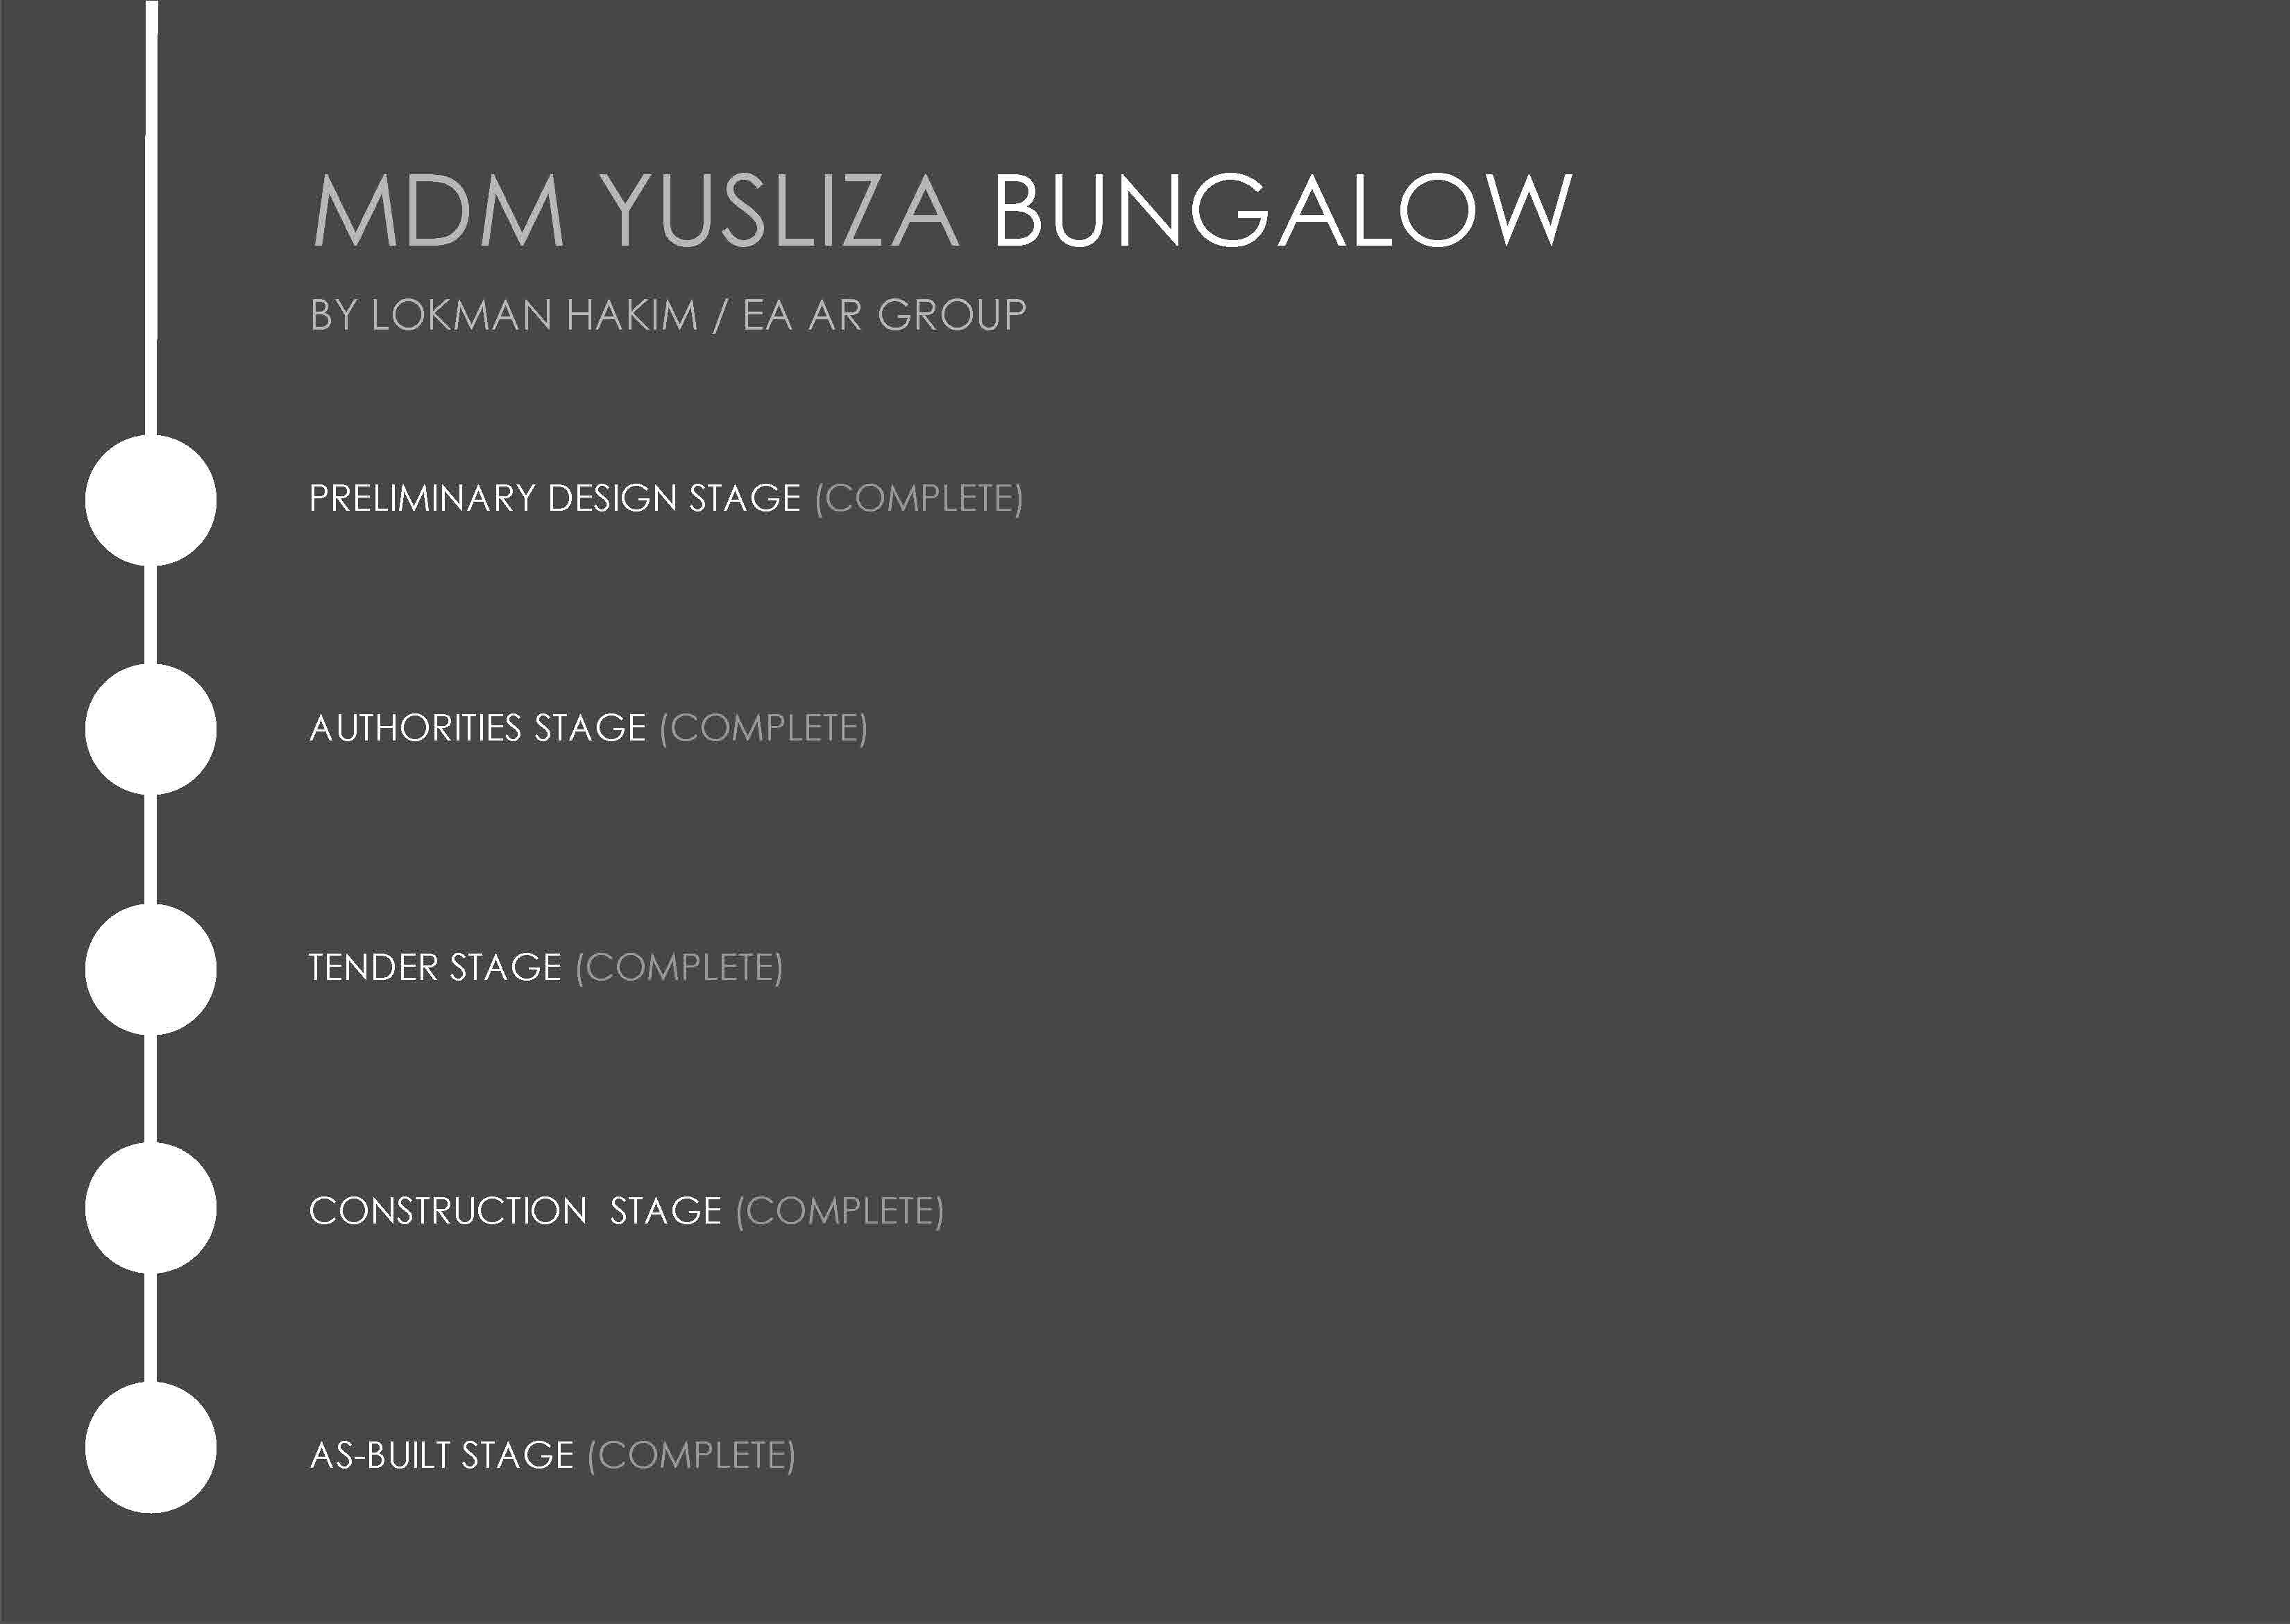 MDM YUSLIZA BUNGALOW
BY LOKMAN HAKIM / EA AR GROUP
PRELIMINARY DESIGN STAGE (COMPLETE)
AUTHORITIES STAGE (COMPLETE)
TENDER STAGE (COMPLETE)
CONSTRUCTION STAGE (COMPLETE)
AS-BUILT STAGE (COMPLETE)